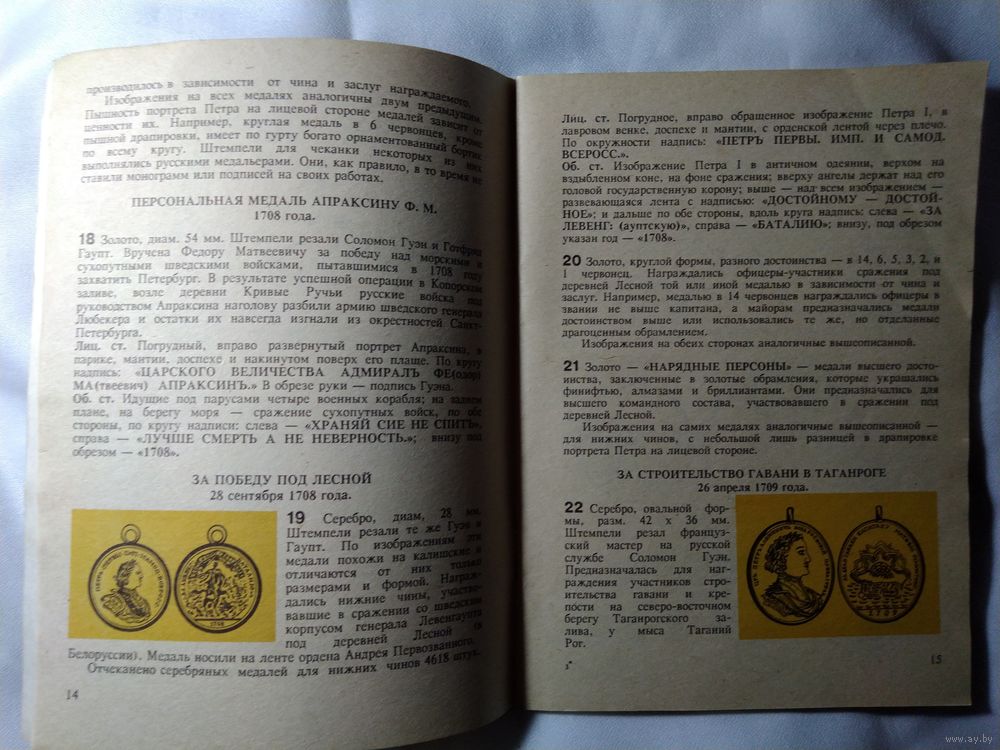 производилось в зависимости от чина и заслуг награждаемого.
Изображения на всех медалях аналогичны двум предыдущим.
Пышность портрета Петра на лицевой стороне медалей зависит от
ценности их. Например, круглая медаль в 6 червонцев, кроме
пышной драпировки, имеет по гурту богато орнаментованный бортик
по всему кругу. Штемпели для чеканки некоторых из них
выполнялись русскими медальерами. Они, как правило, в то время не
ставили монограмм или подписей на своих работах.
ПЕРСОНАЛЬНАЯ МЕДАЛЬ АПРАКСИНУ Ф. М.
1708 года.
18 Золото, диам. 54 мм. Штемпели резали Соломон Гуэн и Готфрид
Гаупт. Вручена Федору Матвеевичу за победу над морскими и
сухопутными шведскими войсками, пытавшимися в 1708 году
захватить Петербург. В результате успешной операции в Копорском
заливе, возле деревни Кривые Ручьи русские войска под
руководством Апраксина наголову разбили армию шведского генерала
Любекера и остатки их навсегда изгнали из окрестностей Санкт-
Петербурга.
Лиц. ст. Погрудный, вправо развернутый портрет Апраксина, в
парике, мантии, доспехе и накинутом поверх его плаще. По кругу
надпись: «ЦАРСКОГО ВЕЛИЧЕСТВА АДМИРАЛЪ ФЕ(одор)
МА(твеевич) АПРАКСИНЪ.» В обрезе руки — подпись Гуэна.
Об. ст. Идущие под парусами четыре военных корабля; на заднем
плане, на берегу моря — сражение сухопутных войск, по обе
стороны, по кругу надписи: слева — «ХРАНЯЙ СИЕ НЕ СПИТЪ»,
справа — «ЛУЧШЕ СМЕРТЬ А НЕ НЕВЕРНОСТЬ.»; внизу под
обрезом — «1708».
ЗА ПОБЕДУ ПОД ЛЕСНОЙ
28 сентября 1708 года.
19 Серебро, диам, 28 мм.
Штемпели резали те же Гуэн и
Гаупт. По изображениям эти
медали похожи на калишские и
отличаются от них только
размерами и формой. Награж-
дались нижние чины, участво-
вавшие в сражении со шведским
корпусом генерала Левенгаупта
под деревней Лесной (в
Белоруссии). Медаль носили на ленте ордена Андрея Первозванного.
Отчеканено серебряных медалей для нижних чинов 4618 штук.
14
Лиц. ст. Погрудное, вправо обращенное изображение Петра I, в
лавровом венке, доспехе и мантии, с орденской лентой через плечо.
По окружности надпись: «ПЕТРЪ ПЕРВЫ. ИМП. И САМОД.
ВСЕРОСС.».
Об. ст. Изображение Петра I в античном одеянии, верхом на
вздыбленном коне, на фоне сражения; вверху ангелы держат над его
головой государственную корону; выше — над всем изображением —
развевающаяся лента с надписью: «ДОСТОЙНОМУ — ДОСТОЙ-
НОЕ»; и дальше по обе стороны, вдоль круга надпись: слева — «ЗА
ЛЕВЕНГ: (ауптскую)», справа — «БАТАЛИЮ»; внизу, под обрезом
указан год — «1708».
20 Золото, круглой формы, разного достоинства — в 14, 6, 5, 3, 2, и
1 червонец. Награждались офицеры-участники сражения под
деревней Лесной той или иной медалью в зависимости от чина и
заслуг. Например, медалью в 14 червонцев награждались офицеры в
звании не выше капитана, а майорам предназначались медали
достоинством выше или использовались те же, но отделанные
драгоценным обрамлением.
Изображения на обеих сторонах аналогичные вышеописанной.
21 Золото — «НАРЯДНЫЕ ПЕРСОНЫ» — медали высшего досто-
инства, заключенные в золотые обрамления, которые украшались
финифтью, алмазами и бриллиантами. Они предназначались для
высшего командного состава, участвовавшего в сражении под
деревней Лесной.
Изображения на самих медалях аналогичные вышеописанной —
для нижних чинов, с небольшой лишь разницей в драпировке
портрета Петра на лицевой стороне.
ЗА СТРОИТЕЛЬСТВО ГАВАНИ В ТАГАНРОГЕ
26 апреля 1709 года.
22 Серебро, овальной фор-
мы, разм. 42 х 36 мм.
Штемпели резал француз-
ский мастер на русской
службе Соломон Гуэн.
Предназначалась для наг-
раждения участников стро-
ительства гавани и кре-
пости на северо-восточном
берегу Таганрогского за-
лива, у мыса Таганий
Рог.
15
www.ay.by